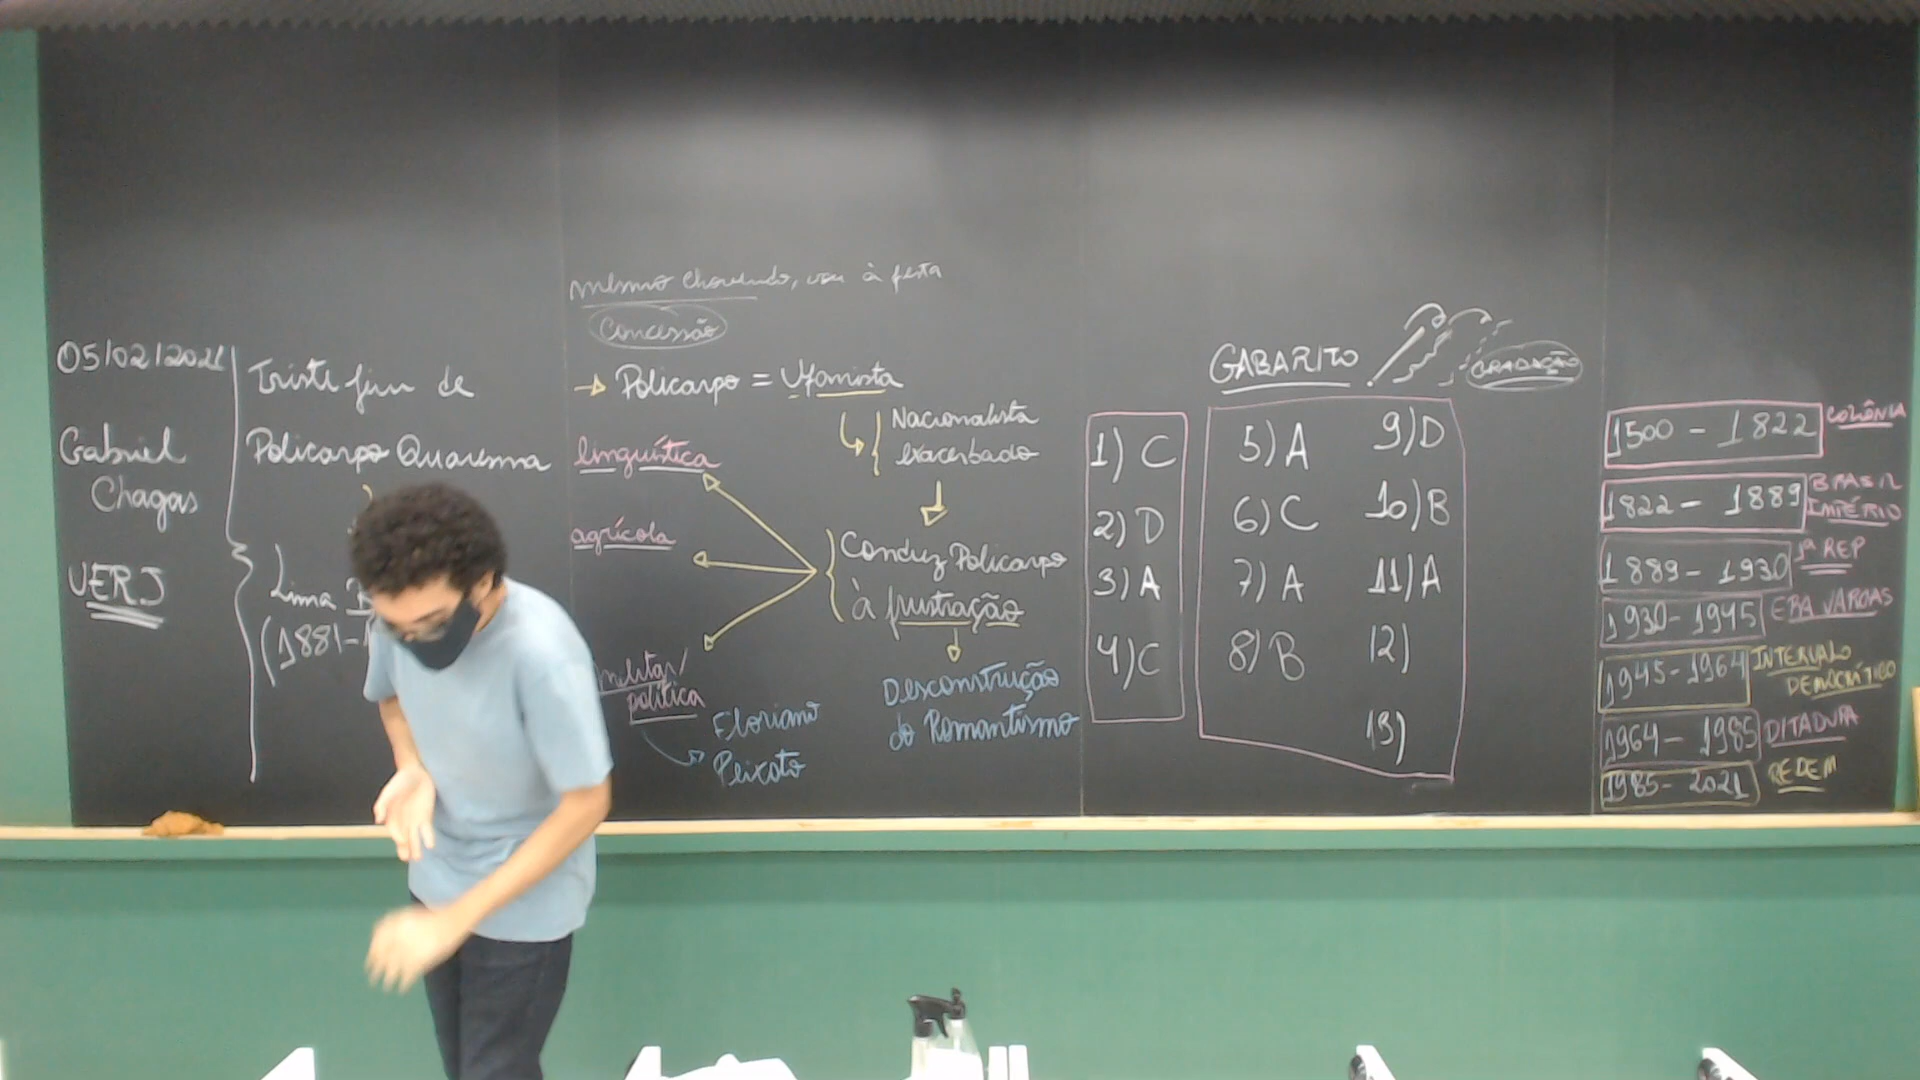 05/02/2021
Gabriel
Chagas
UERJ
Triste fim de
Policarpo Quaresma
Lima B
(1881-1
mesmo chovendo, vou à festa
Concessão
→ Policarpo = Ufanista
Nacionalista
exacerbado
Conduz Policarpo
à frustração
Desconstrução
do Romantismo
linguística
agrícola
militar/
política
Floriano
Peixoto
GABARITO
GRADAÇÃO
1) C
2) D
3) A
4) C
5) A
6) C
7) A
8) B
9) D
10) B
11) A
12)
13)
1500 - 1822 COLÔNIA
1822 - 1889 BRASIL
IMPÉRIO
1889 - 1930 1ª REP
1930 - 1945 ERA VARGAS
1945 - 1964 INTERVALO
DEMOCRÁTICO
1964 - 1985 DITADURA
1985 - 2021 REDEM